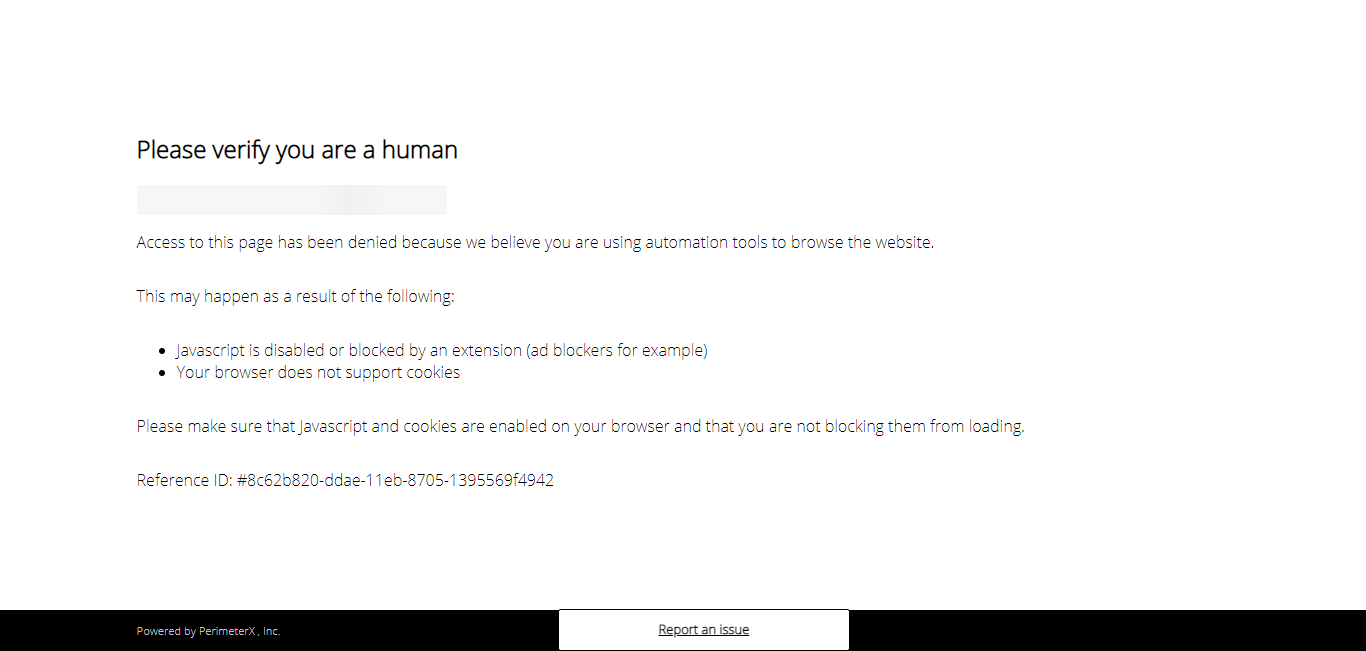 Please verify you are a human
Access to this page has been denied because we believe you are using automation tools to browse the website.
This may happen as a result of the following:
Javascript is disabled or blocked by an extension (ad blockers for example)
Your browser does not support cookies
Please make sure that Javascript and cookies are enabled on your browser and that you are not blocking them from loading.
Reference ID: #8c62b820-ddae-11eb-8705-1395569f4942
Powered by PerimeterX , Inc.
Report an issue